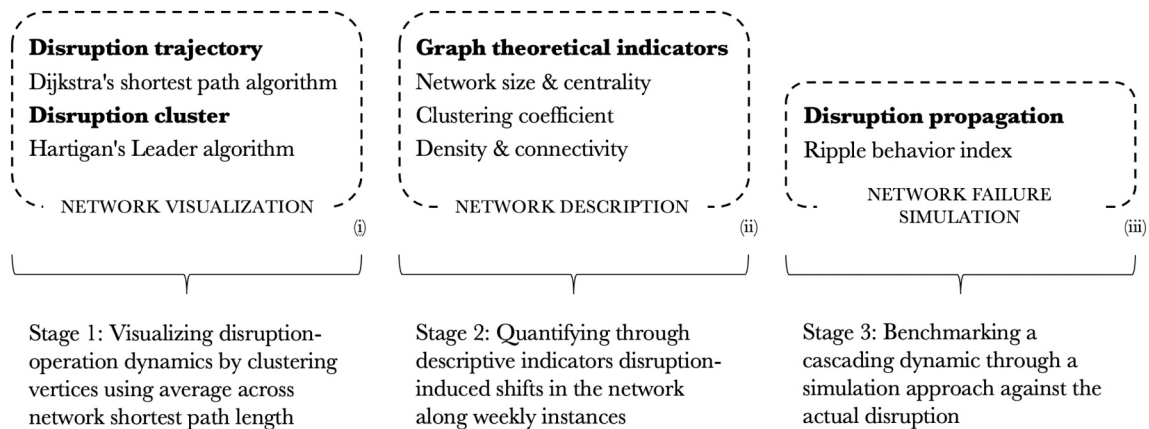 Disruption trajectory
Dijkstra's shortest path algorithm
Disruption cluster
Hartigan's Leader algorithm
NETWORK VISUALIZATION
(i)
Graph theoretical indicators
Network size & centrality
Clustering coefficient
Density & connectivity
NETWORK DESCRIPTION
(ii)
Disruption propagation
Ripple behavior index
NETWORK FAILURE
SIMULATION
(iii)
Stage 1: Visualizing disruption-
operation dynamics by clustering
vertices using average across
network shortest path length
Stage 2: Quantifying through
descriptive indicators disruption-
induced shifts in the network
along weekly instances
Stage 3: Benchmarking a
cascading dynamic through a
simulation approach against the
actual disruption